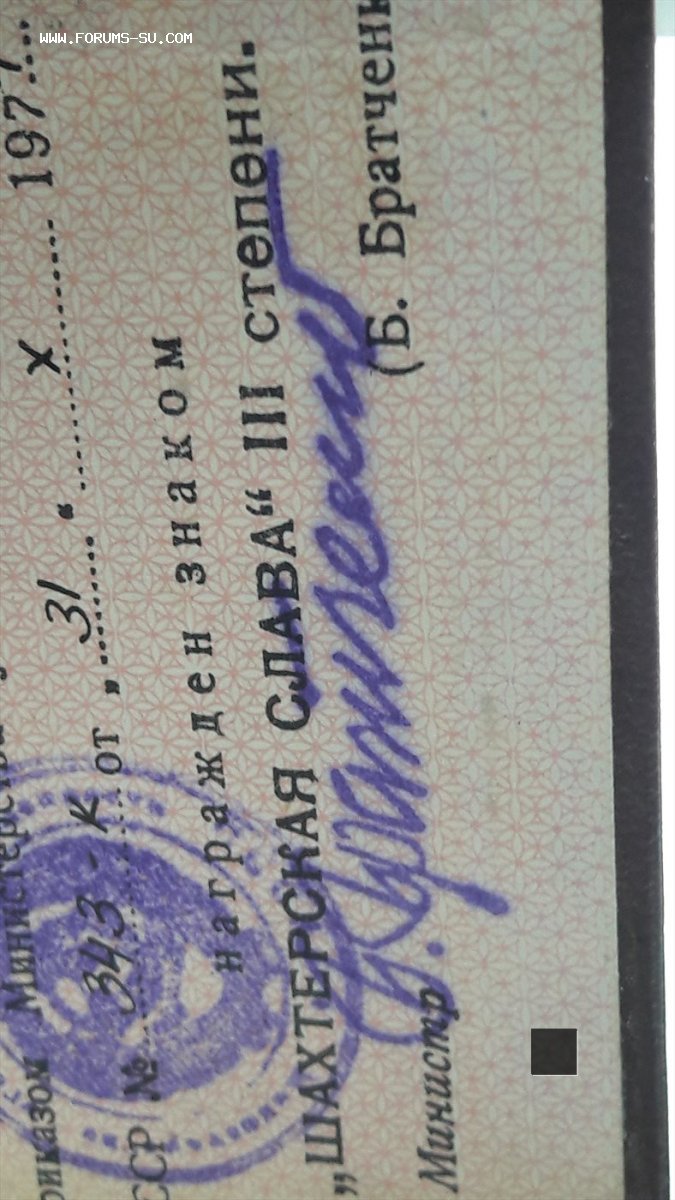 WWW.FORUMS-SU.COM
Министерства
СССР № 343-к от „31“ X 197
награжден знаком
„ШАХТЕРСКАЯ СЛАВА“ III степени.
Министр
(Б. Братченк